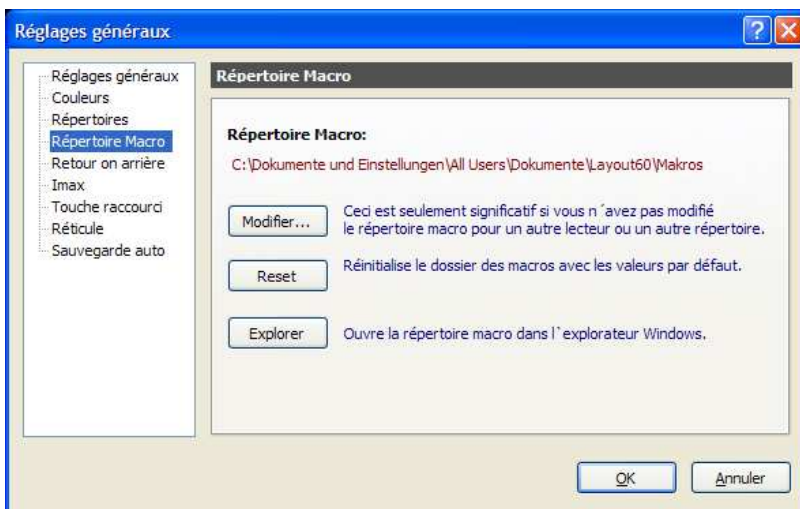 Réglages généraux
Réglages généraux
Couleurs
Répertoires
Répertoire Macro
Retour on arrière
Imax
Touche raccourci
Réticule
Sauvegarde auto
Répertoire Macro
Répertoire Macro:
C:\Dokumente und Einstellungen\All Users\Dokumente\Layout60\Makros
Modifier...
Ceci est seulement significatif si vous n´avez pas modifié
le répertoire macro pour un autre lecteur ou un autre répertoire.
Reset
Réinitialise le dossier des macros avec les valeurs par défaut.
Explorer
Ouvre la répertoire macro dans l`explorateur Windows.
OK
Annuler